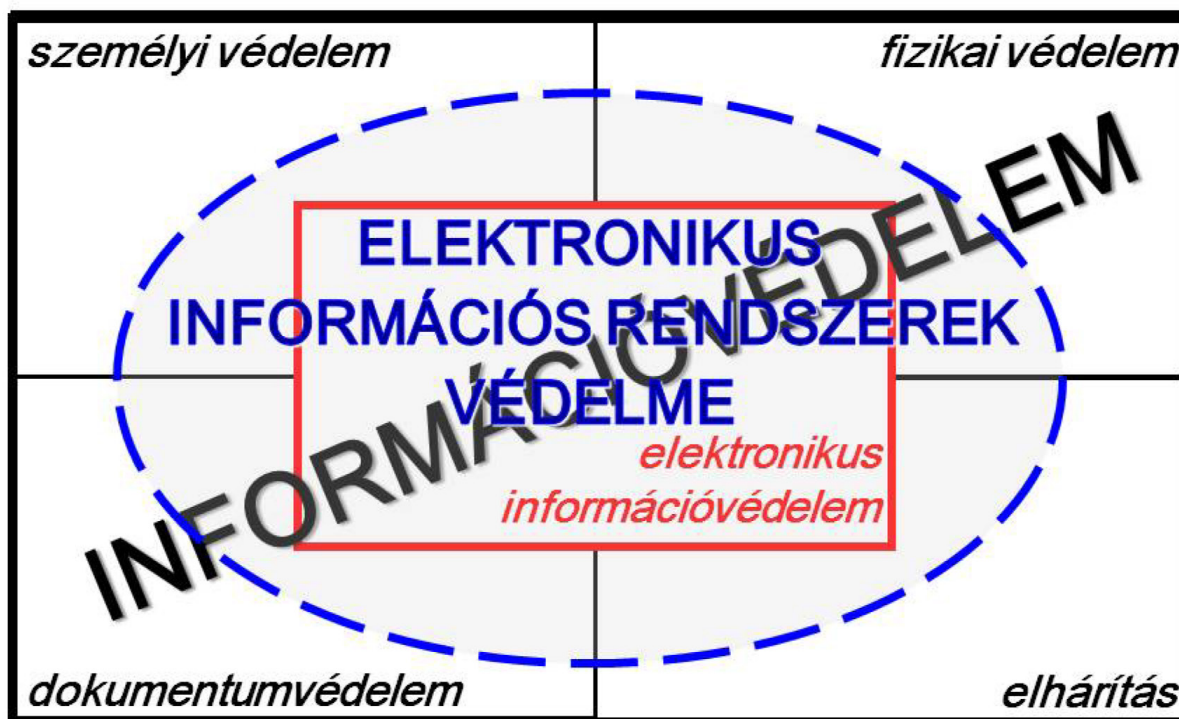 személyi védelem
fizikai védelem
INFORMÁCIÓVÉDELEM
ELEKTRONIKUS
INFORMÁCIÓS RENDSZEREK
VÉDELME
elektronikus
információvédelem
dokumentumvédelem
elhárítás